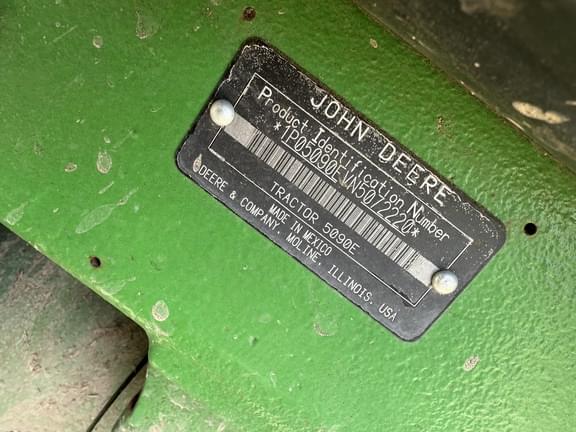 JOHN DEERE
Product Identification Number
*1P05090EVN5072220*
TRACTOR 5090E
MADE IN MEXICO
DEERE & COMPANY MOLINE, ILLINOIS, USA